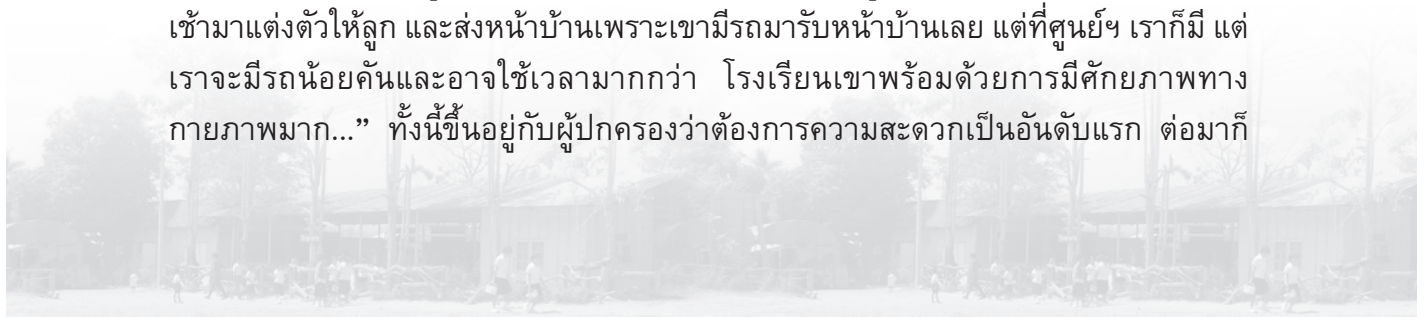 เช้ามาแต่งตัวให้ลูก และส่งหน้าบ้านเพราะเขามีรถมารับหน้าบ้านเลย แต่ที่ศูนย์ฯ เราก็มี แต่
เราจะมีรถน้อยคันและอาจใช้เวลามากกว่า โรงเรียนเขาพร้อมด้วยการมีศักยภาพทาง
กายภาพมาก...” ทั้งนี้ขึ้นอยู่กับผู้ปกครองว่าต้องการความสะดวกเป็นอันดับแรก ต่อมาก็